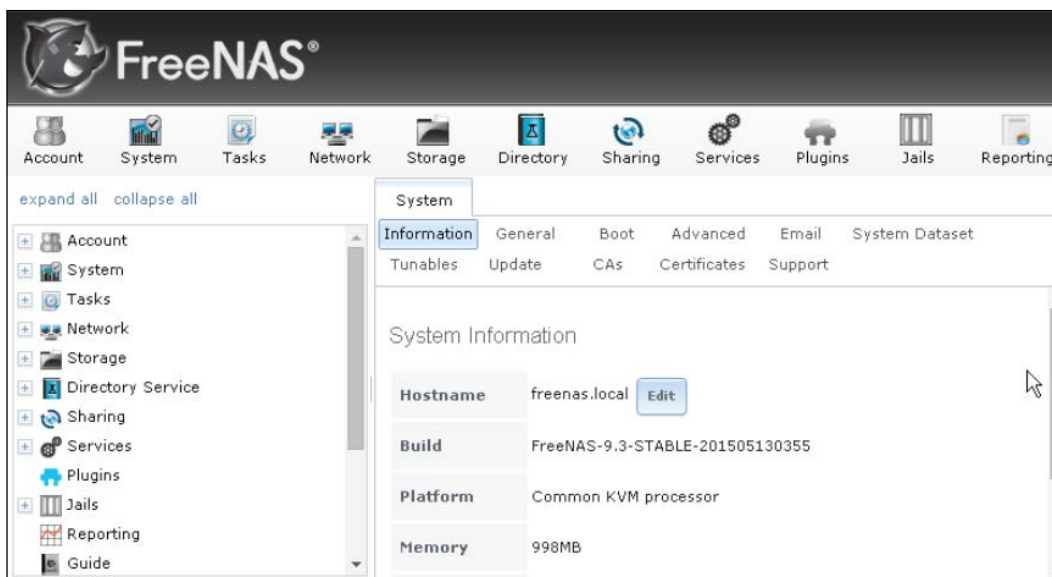 FreeNAS®
Account System Tasks Network Storage Directory Sharing Services Plugins Jails Reporting
expand all collapse all
Account
System
Tasks
Network
Storage
Directory Service
Sharing
Services
Plugins
Jails
Reporting
Guide
System
Information General Boot Advanced Email System Dataset
Tunables Update CAs Certificates Support
System Information
Hostname freenas.local Edit
Build FreeNAS-9.3-STABLE-201505130355
Platform Common KVM processor
Memory 998MB